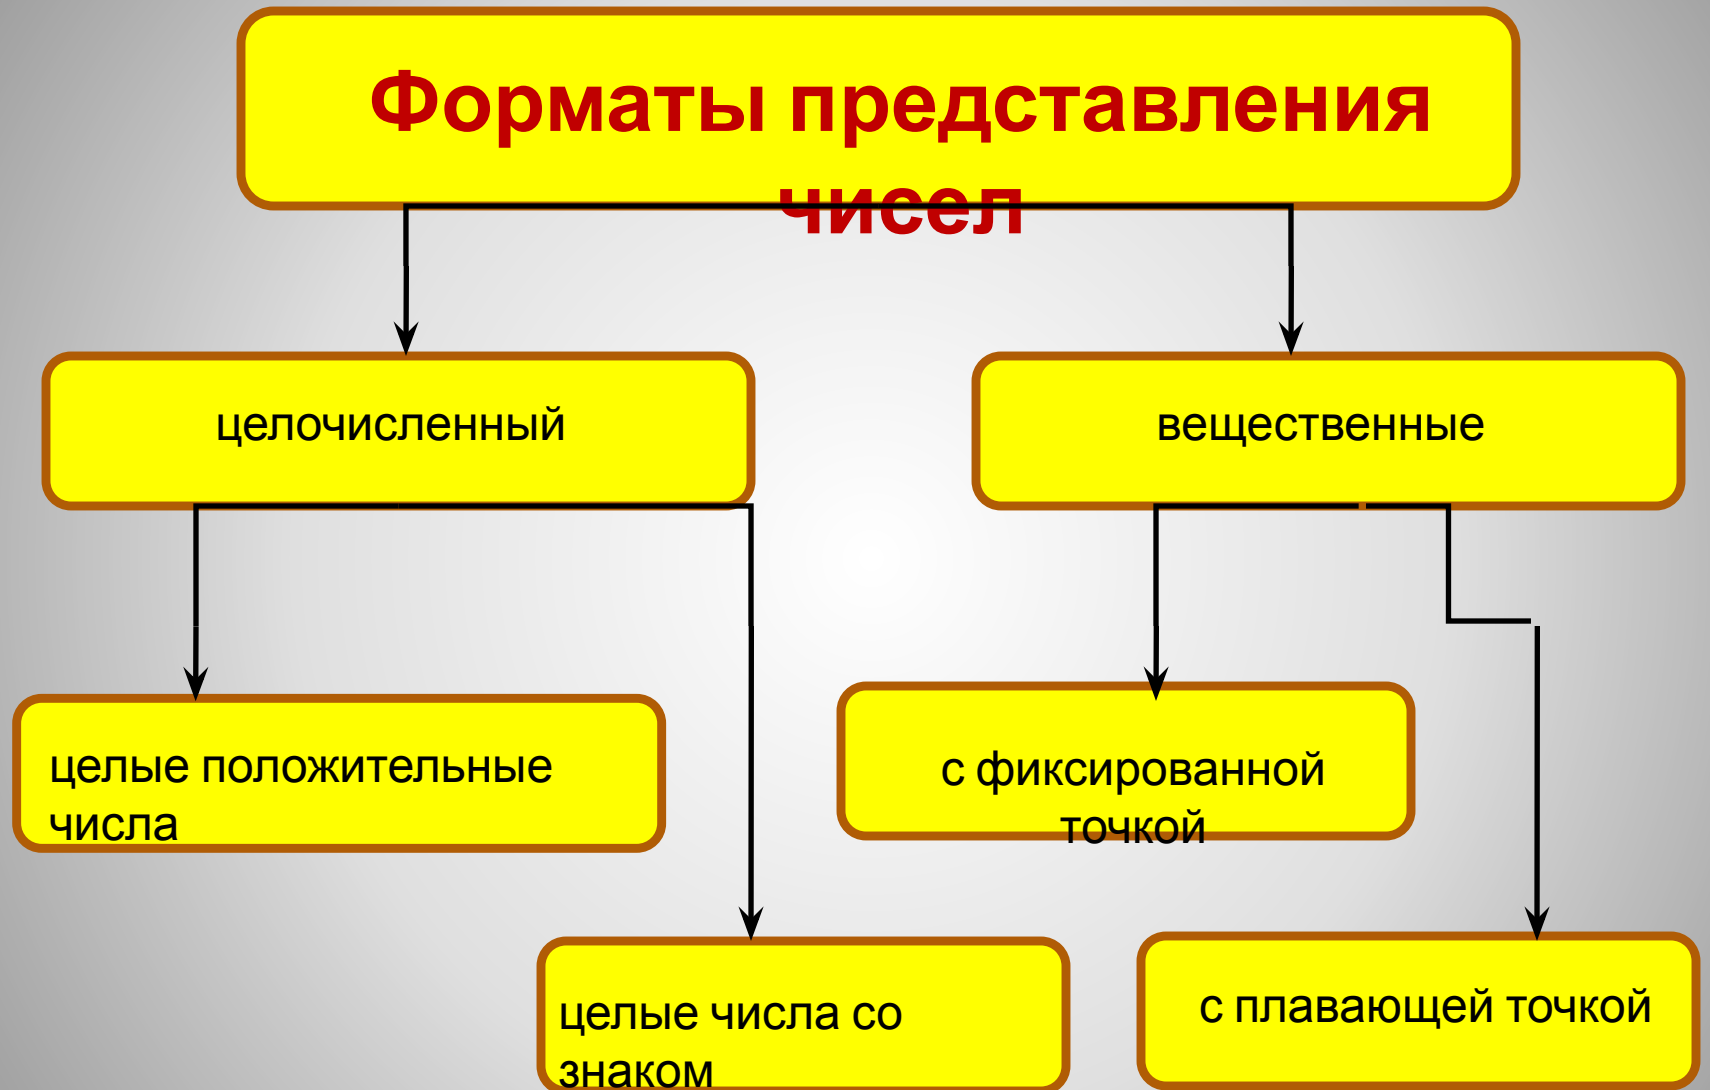 Форматы представления
чисел
целочисленный
вещественные
целые положительные
числа
с фиксированной
точкой
целые числа со
знаком
с плавающей точкой